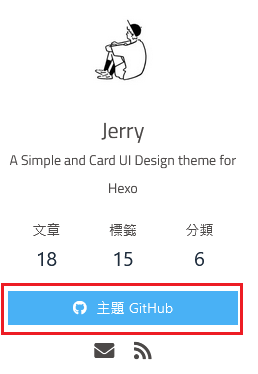 Jerry
A Simple and Card UI Design theme for
Hexo
文章 標籤 分類
18 15 6
主題 GitHub